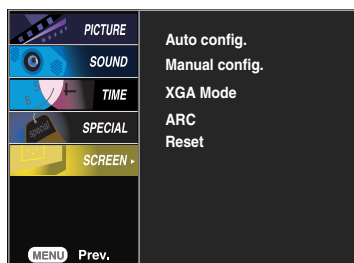 PICTURE
SOUND
TIME
SPECIAL
SCREEN
MENU Prev.
Auto config.
Manual config.
XGA Mode
ARC
Reset